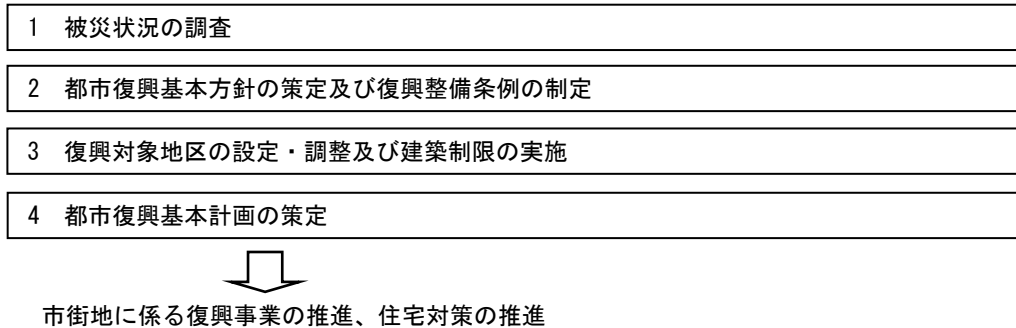 1 被災状況の調査
2 都市復興基本方針の策定及び復興整備条例の制定
3 復興対象地区の設定・調整及び建築制限の実施
4 都市復興基本計画の策定
市街地に係る復興事業の推進、住宅対策の推進